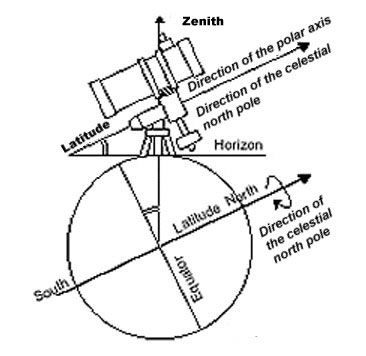 Zenith
Direction of the polar axis
Direction of the celestial
north pole
Latitude
Horizon
Latitude North
Direction of
the celestial
north pole
Equator
South